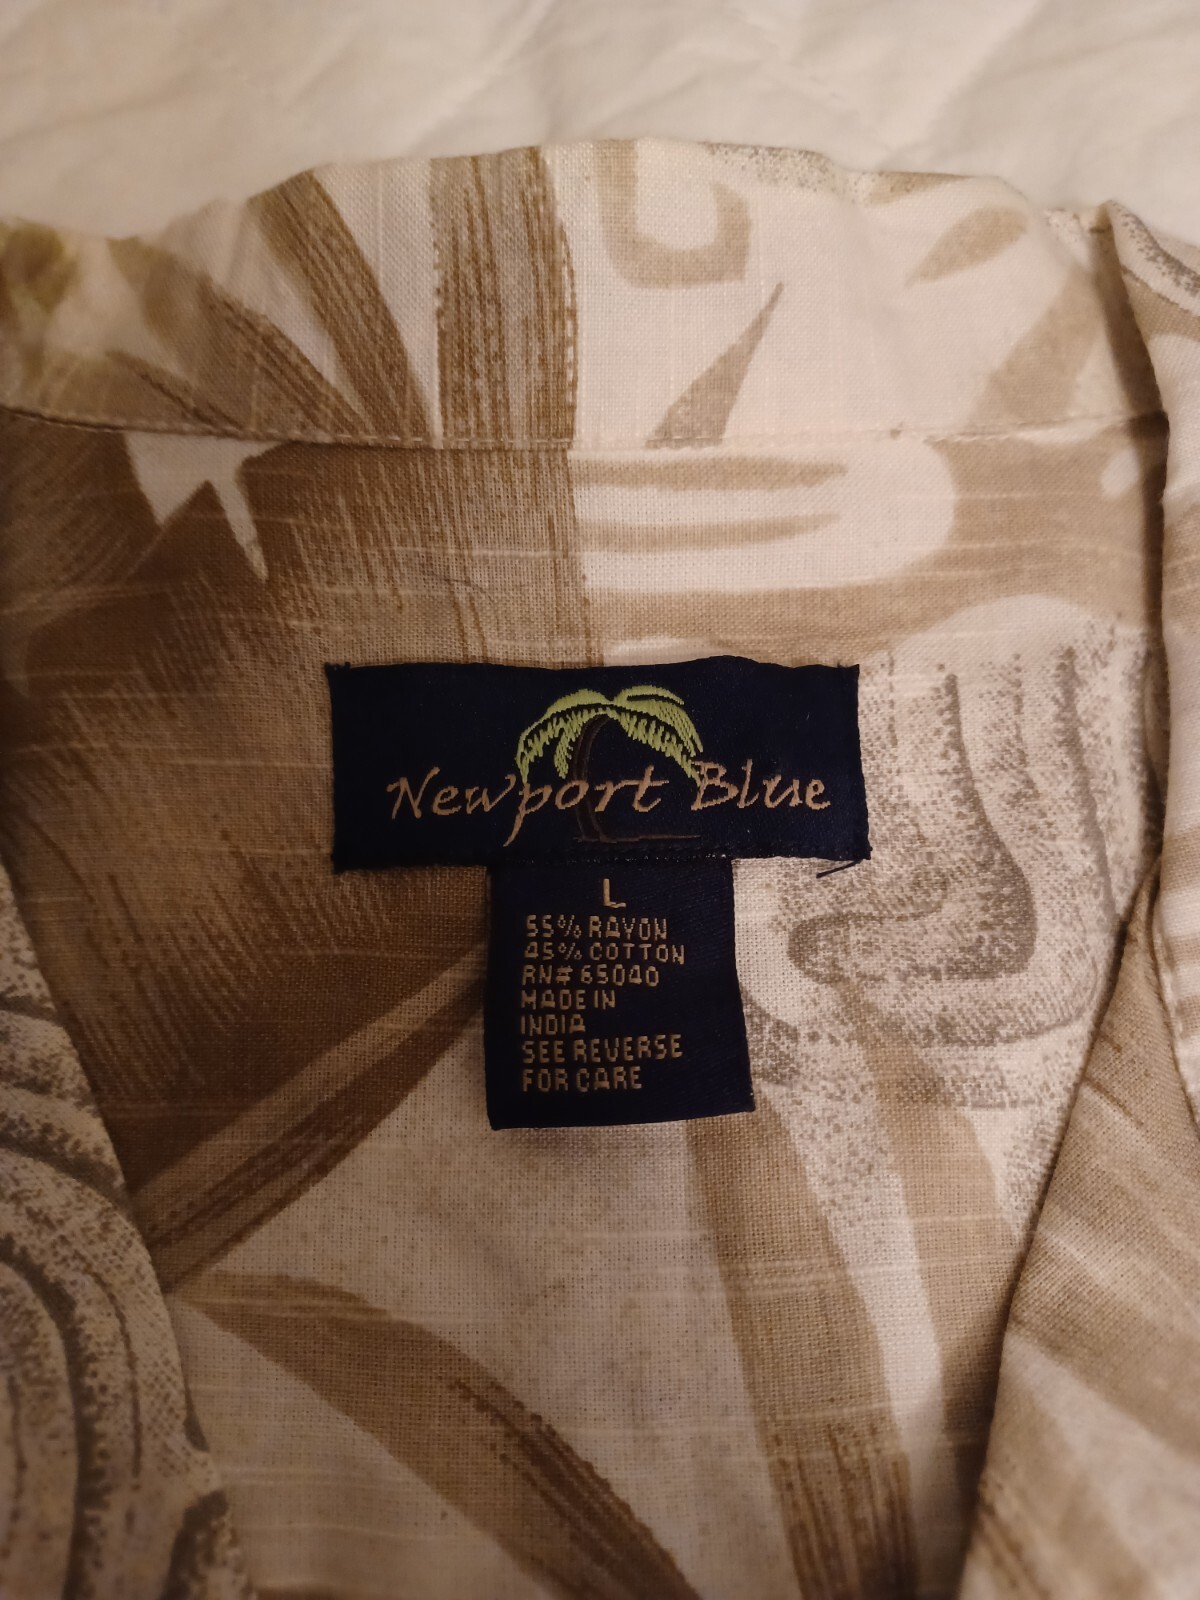 Newport Blue
L
55% RAYON
45% COTTON
RN# 65040
MADE IN
INDIA
SEE REVERSE
FOR CARE